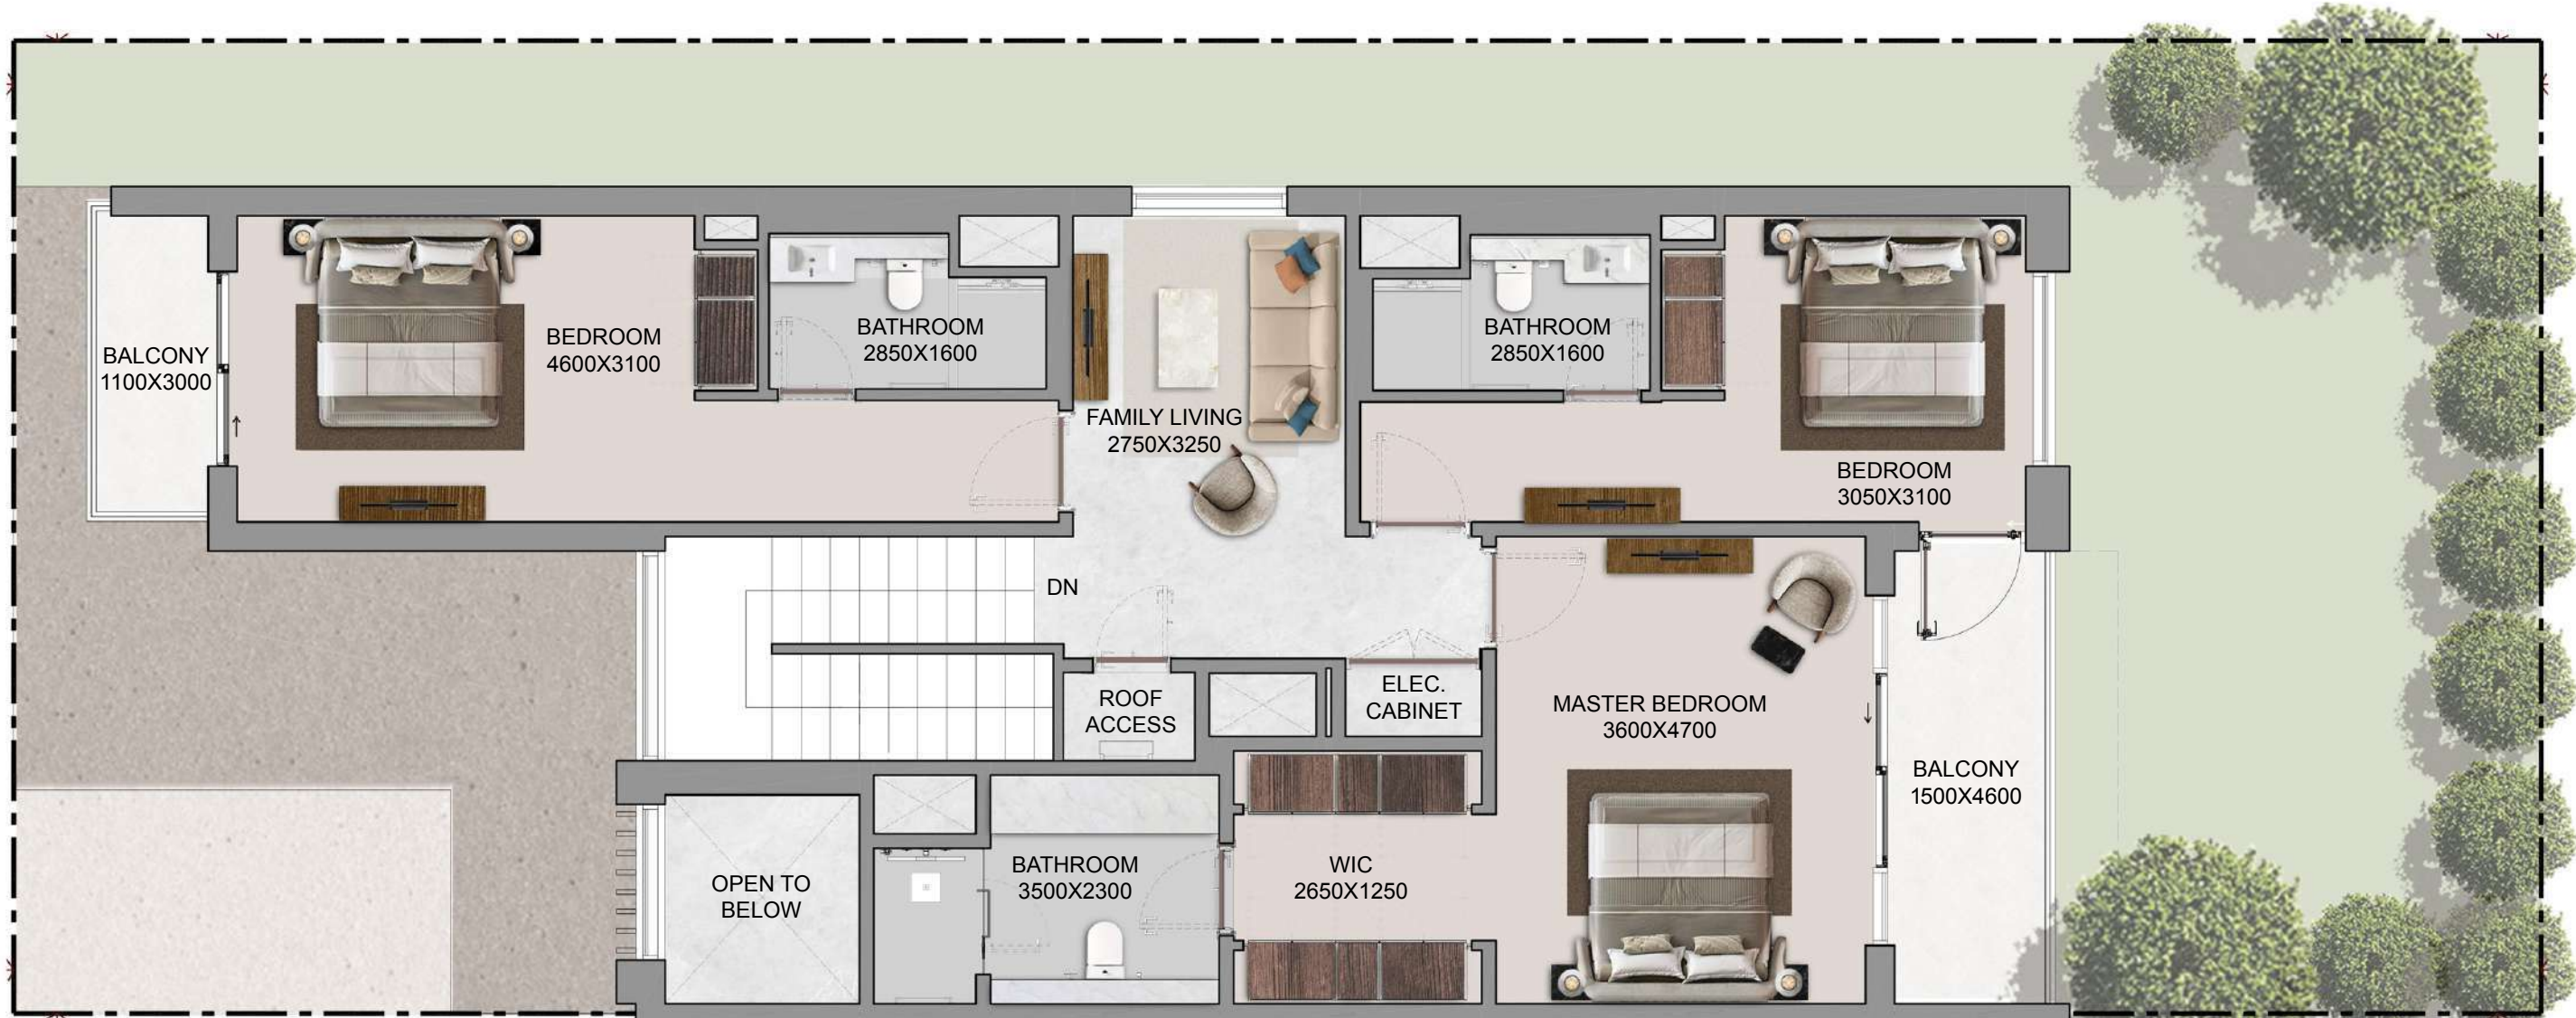 BALCONY
1100X3000
BEDROOM
4600X3100
BATHROOM
2850X1600
FAMILY LIVING
2750X3250
BATHROOM
2850X1600
BEDROOM
3050X3100
DN
ROOF
ACCESS
ELEC.
CABINET
MASTER BEDROOM
3600X4700
BALCONY
1500X4600
OPEN TO
BELOW
BATHROOM
3500X2300
WIC
2650X1250